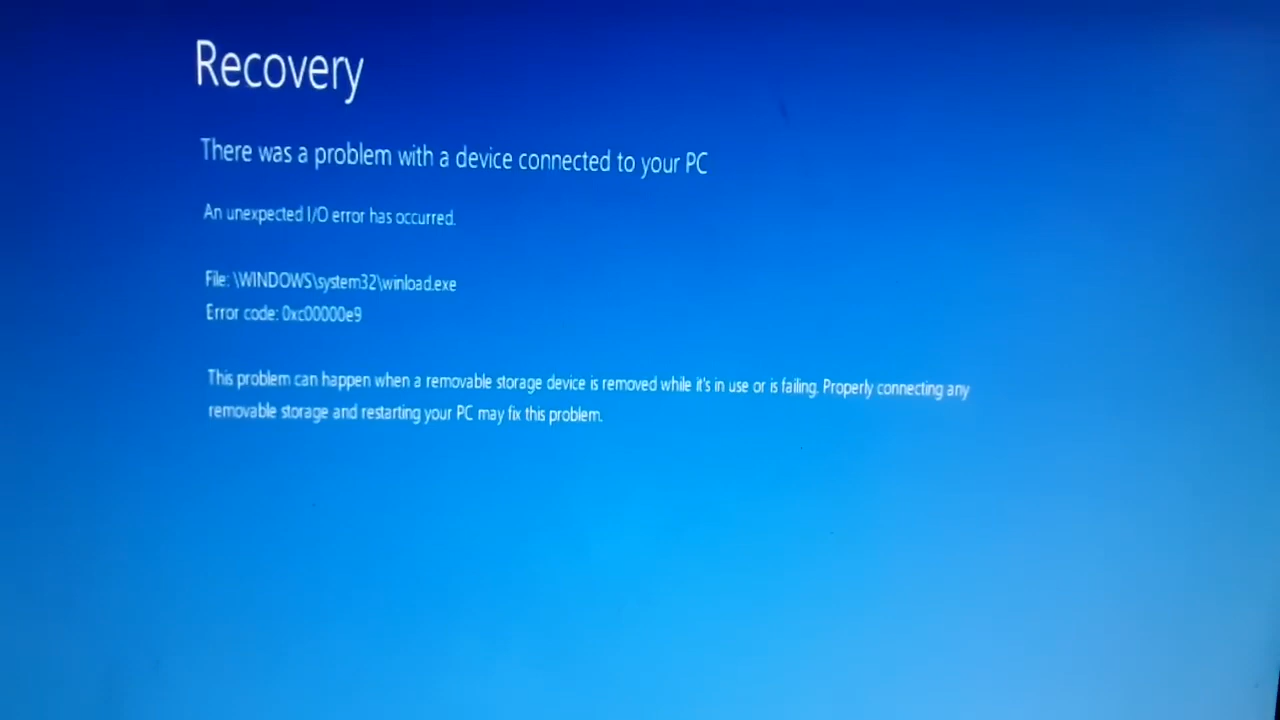 Recovery
There was a problem with a device connected to your PC
An unexpected I/O error has occurred.
File: \WINDOWS\system32\winload.exe
Error code: 0xc00000e9
This problem can happen when a removable storage device is removed while it's in use or is failing. Properly connecting any
removable storage and restarting your PC may fix this problem.